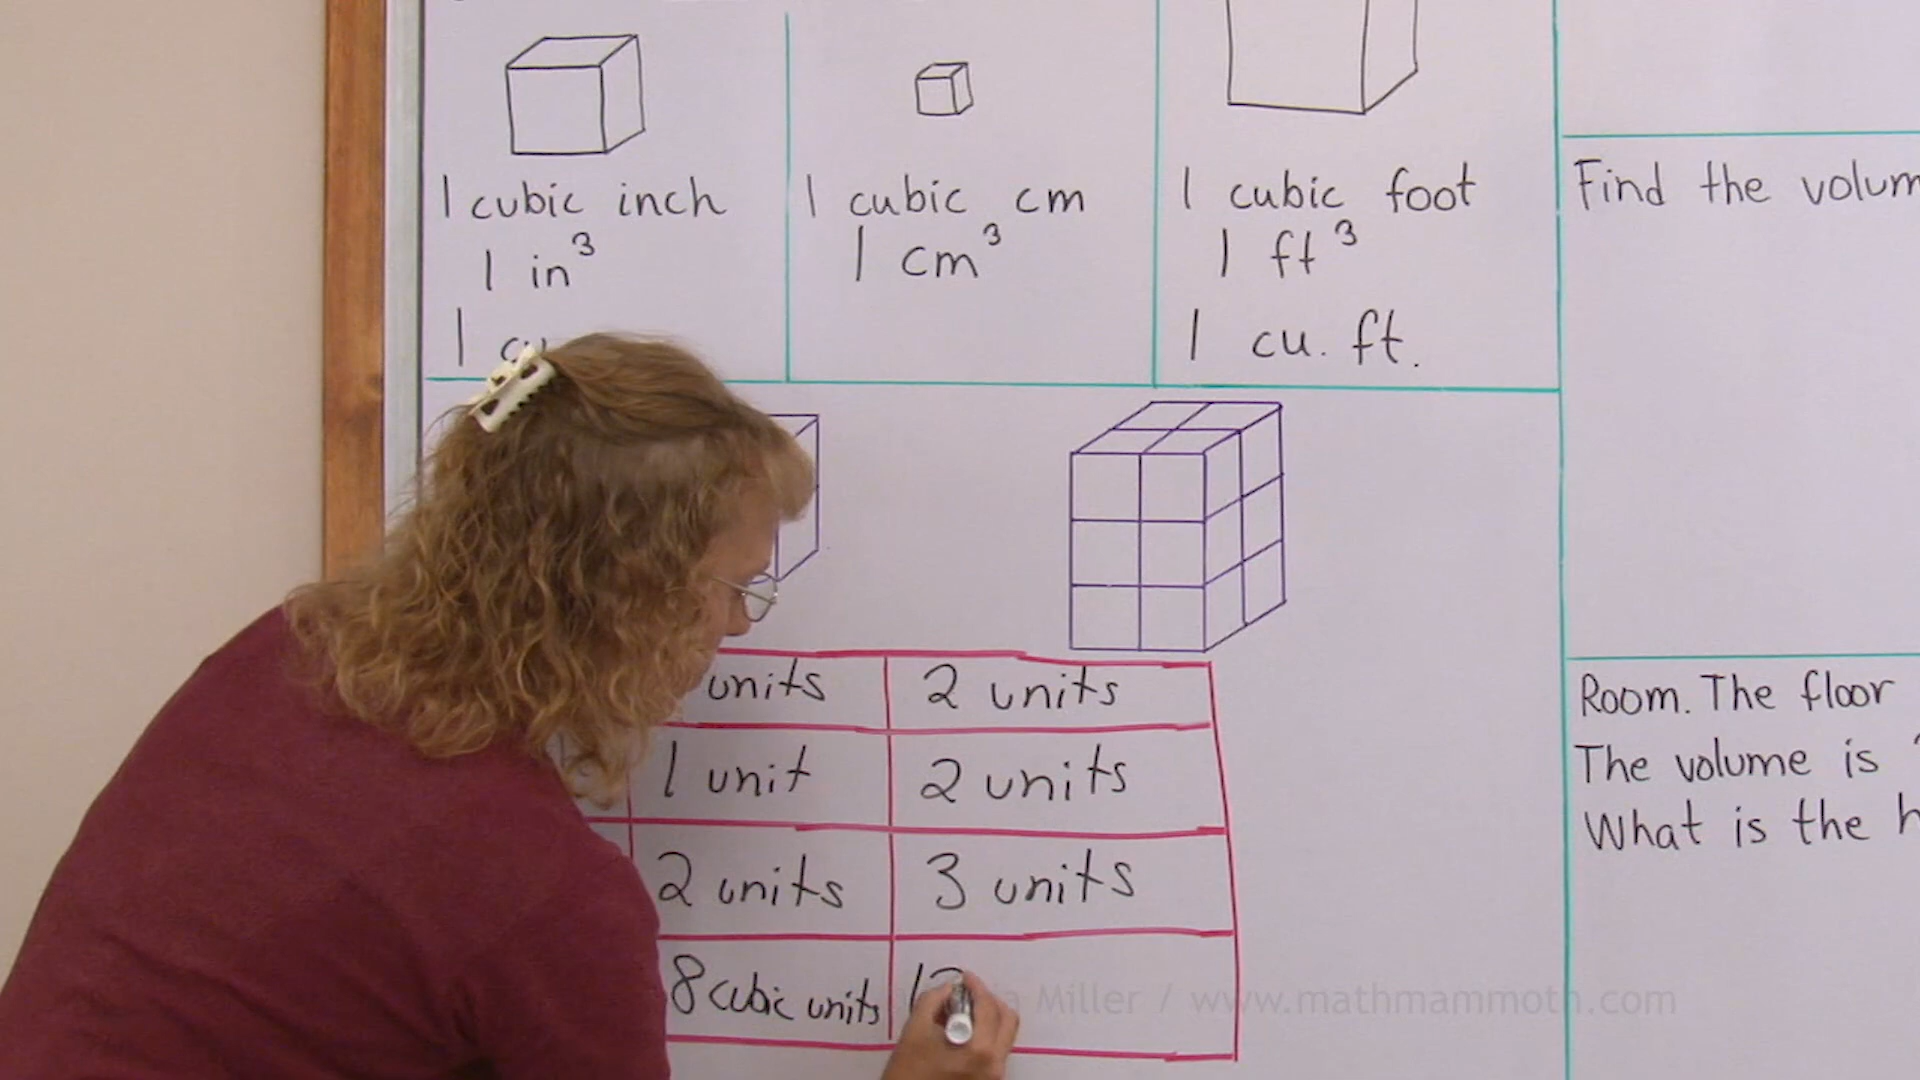 1 cubic inch
1 in³
1
1 cubic cm
1 cm³
1 cubic foot
1 ft³
1 cu. ft.
Find the
units
2 units
1 unit
2 units
2 units
3 units
8 cubic units
Miller / www.mathmammoth.com
Room. The floor
The volume is
What is the